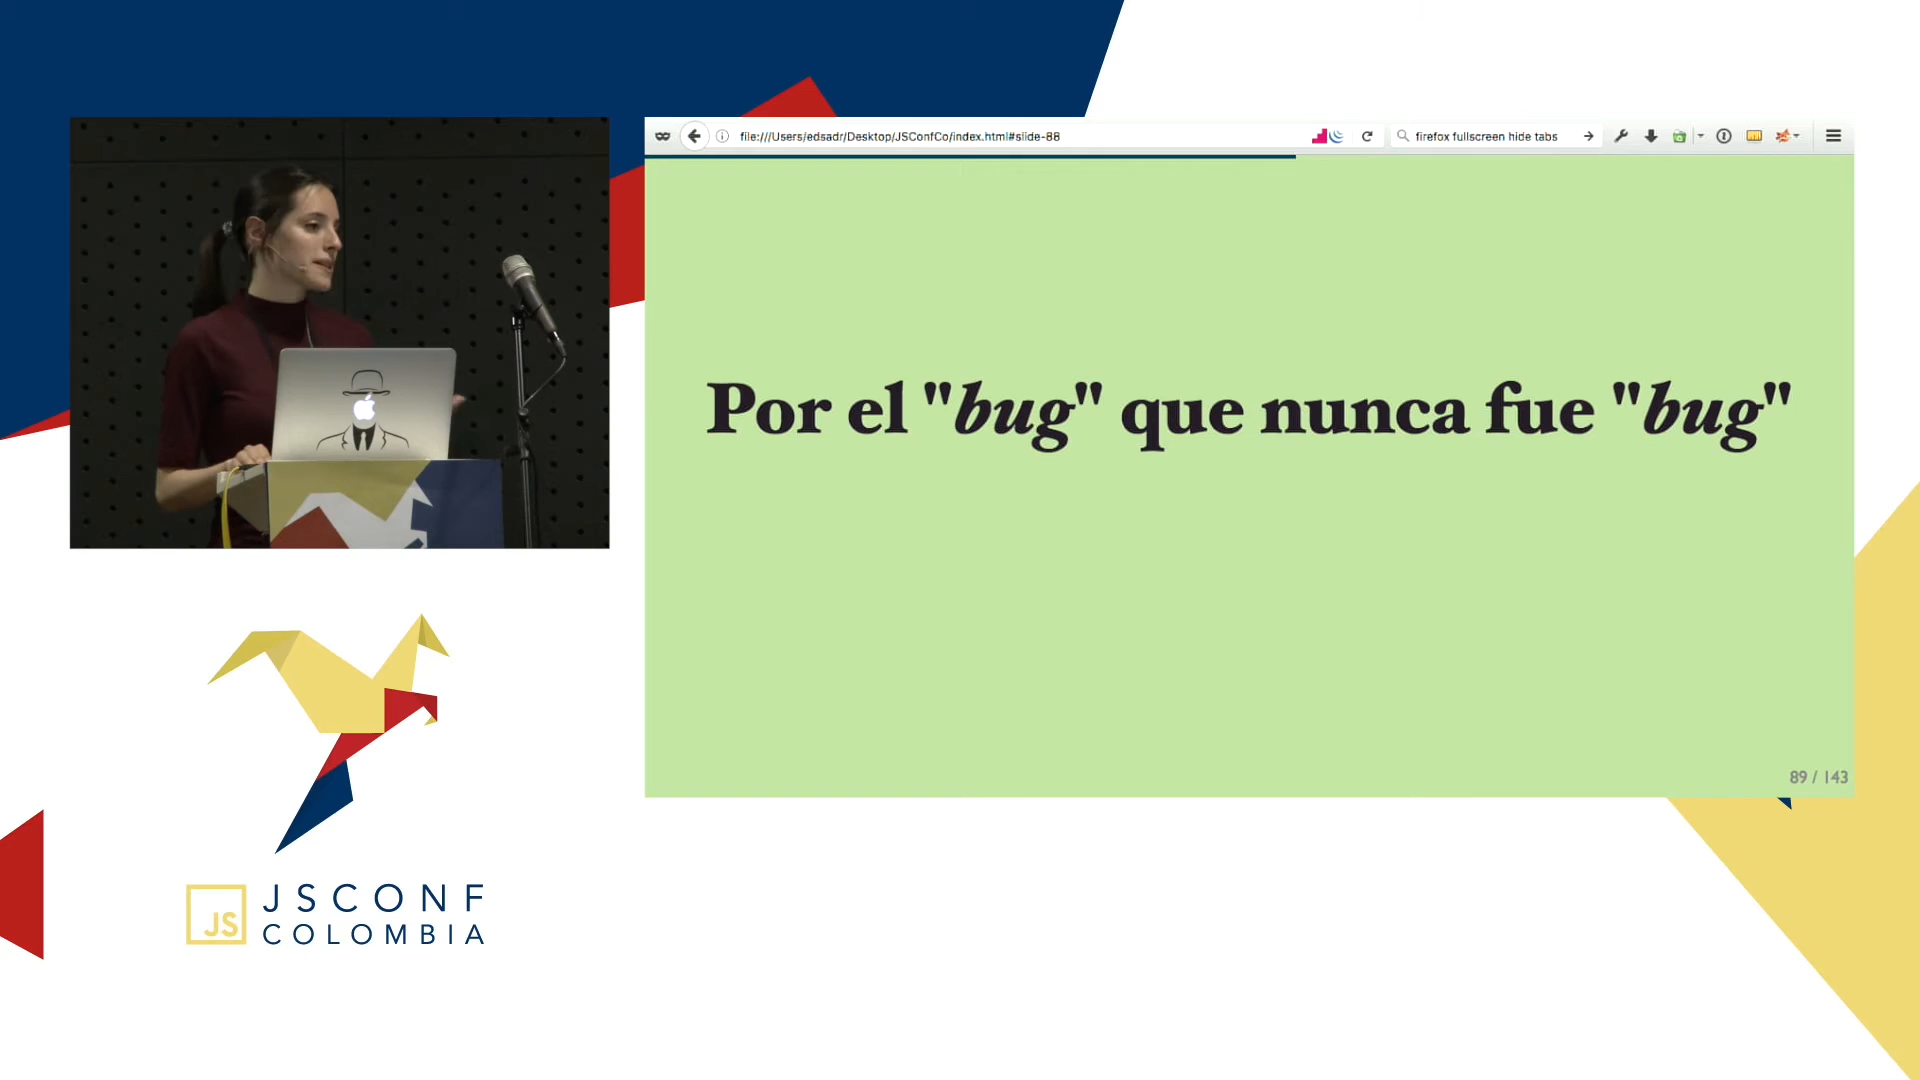 file:///Users/edsadr/Desktop/JSConfCo/index.html#slide-88
firefox fullscreen hide tabs
Por el "bug" que nunca fue "bug"
89 / 143
JS
JSCONF
COLOMBIA